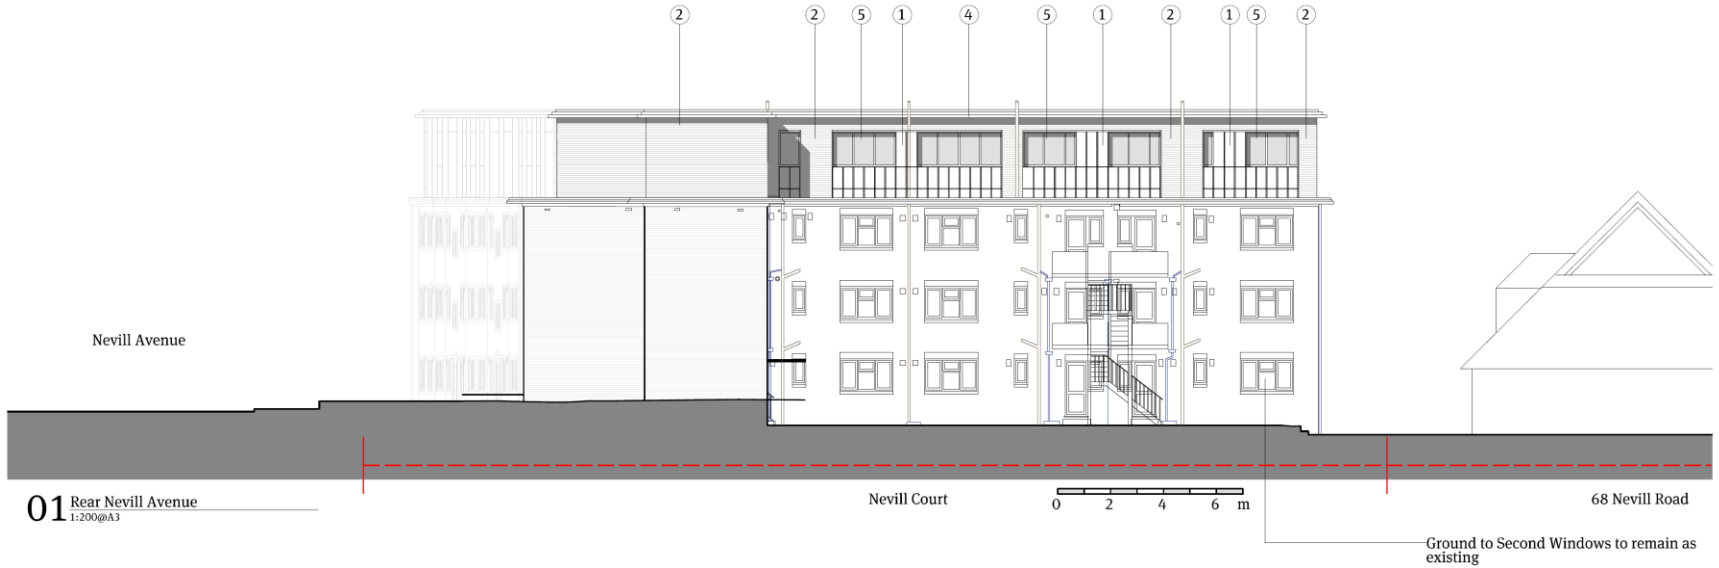 2 2 5 1 4 5 1 2 1 5 2
Nevill Avenue
01 Rear Nevill Avenue
1:200@A3
Nevill Court
0 2 4 6 m
68 Nevill Road
Ground to Second Windows to remain as
existing